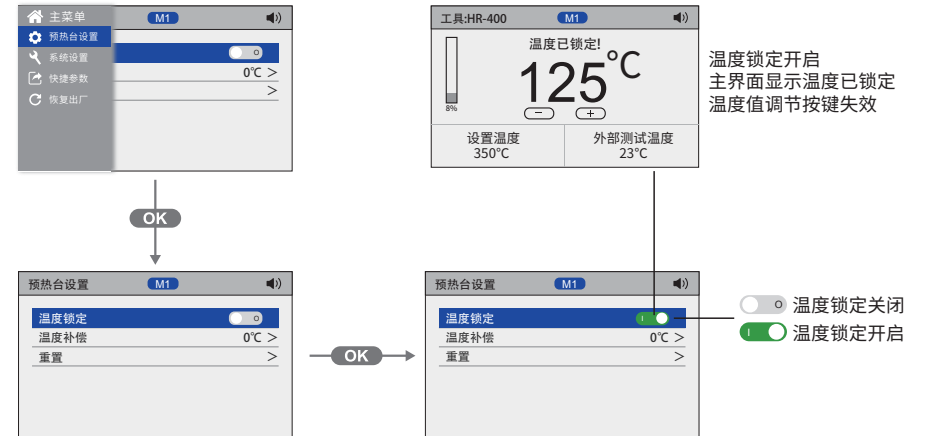 主菜单
预热台设置
系统设置
快捷参数
恢复出厂
M1
0℃ >
>
OK
工具:HR-400
M1
温度已锁定!
125°C
8%
设置温度
350℃
外部测试温度
23℃
温度锁定开启
主界面显示温度已锁定
温度值调节按键失效
预热台设置
M1
温度锁定
温度补偿
0℃ >
重置
>
OK
预热台设置
M1
温度锁定
温度补偿
0℃ >
重置
>
温度锁定关闭
温度锁定开启